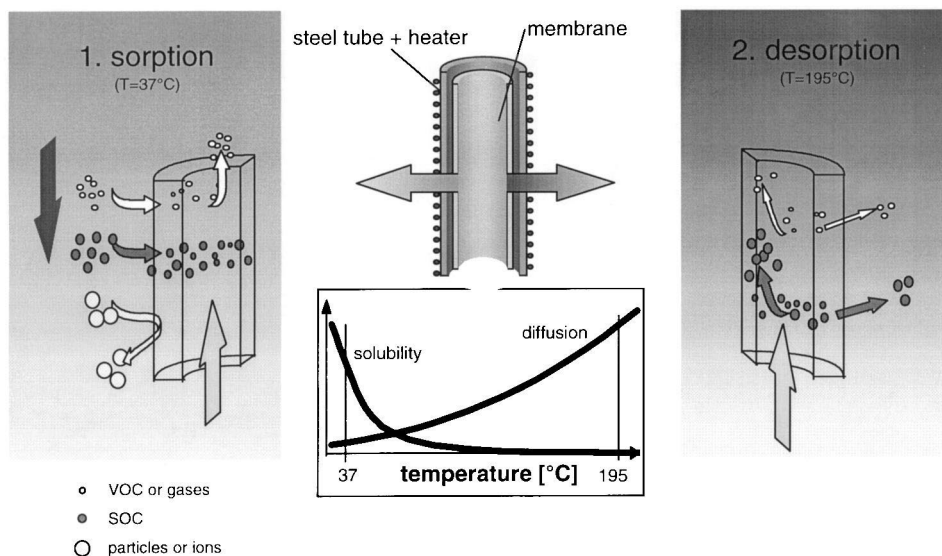 1. sorption
(T=37°C)
steel tube + heater
membrane
2. desorption
(T=195°C)
solubility
diffusion
37
temperature [°C]
195
VOC or gases
SOC
particles or ions